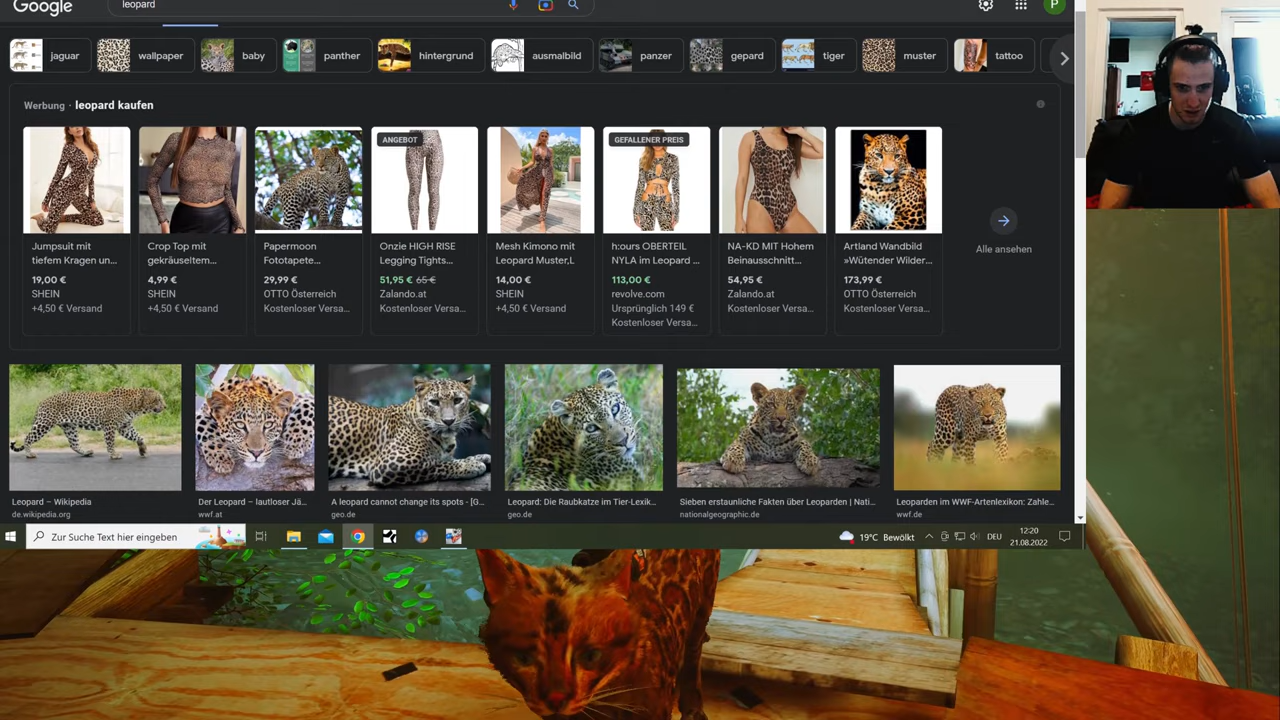 Google
leopard
P
jaguar
wallpaper
baby
panther
hintergrund
ausmalbild
panzer
gepard
tiger
muster
tattoo
Werbung · leopard kaufen
ANGEBOT
GEFALLENER PREIS
Jumpsuit mit
tiefem Kragen un...
19,00 €
SHEIN
+4,50 € Versand
Crop Top mit
gekräuseltem...
4,99 €
SHEIN
+4,50 € Versand
Papermoon
Fototapete...
29,99 €
OTTO Österreich
Kostenloser Versa...
Onzie HIGH RISE
Legging Tights...
51,95 € 65 €
Zalando.at
Kostenloser Versa...
Mesh Kimono mit
Leopard Muster,L
14,00 €
SHEIN
+4,50 € Versand
h:ours OBERTEIL
NYLA im Leopard ...
113,00 €
revolve.com
Ursprünglich 149 €
Kostenloser Versa...
NA-KD MIT Hohem
Beinausschnitt...
54,95 €
Zalando.at
Kostenloser Versa...
Artland Wandbild
»Wütender Wilder...
173,99 €
OTTO Österreich
Kostenloser Versa...
Alle ansehen
Leopard – Wikipedia
de.wikipedia.org
Der Leopard – lautloser Jä...
wwf.at
A leopard cannot change its spots - [G...
geo.de
Leopard: Die Raubkatze im Tier-Lexik...
geo.de
Sieben erstaunliche Fakten über Leoparden | Nati...
nationalgeographic.de
Leoparden im WWF-Artenlexikon: Zahle...
wwf.de
Zur Suche Text hier eingeben
19°C Bewölkt
DEU
12:20
21.08.2022